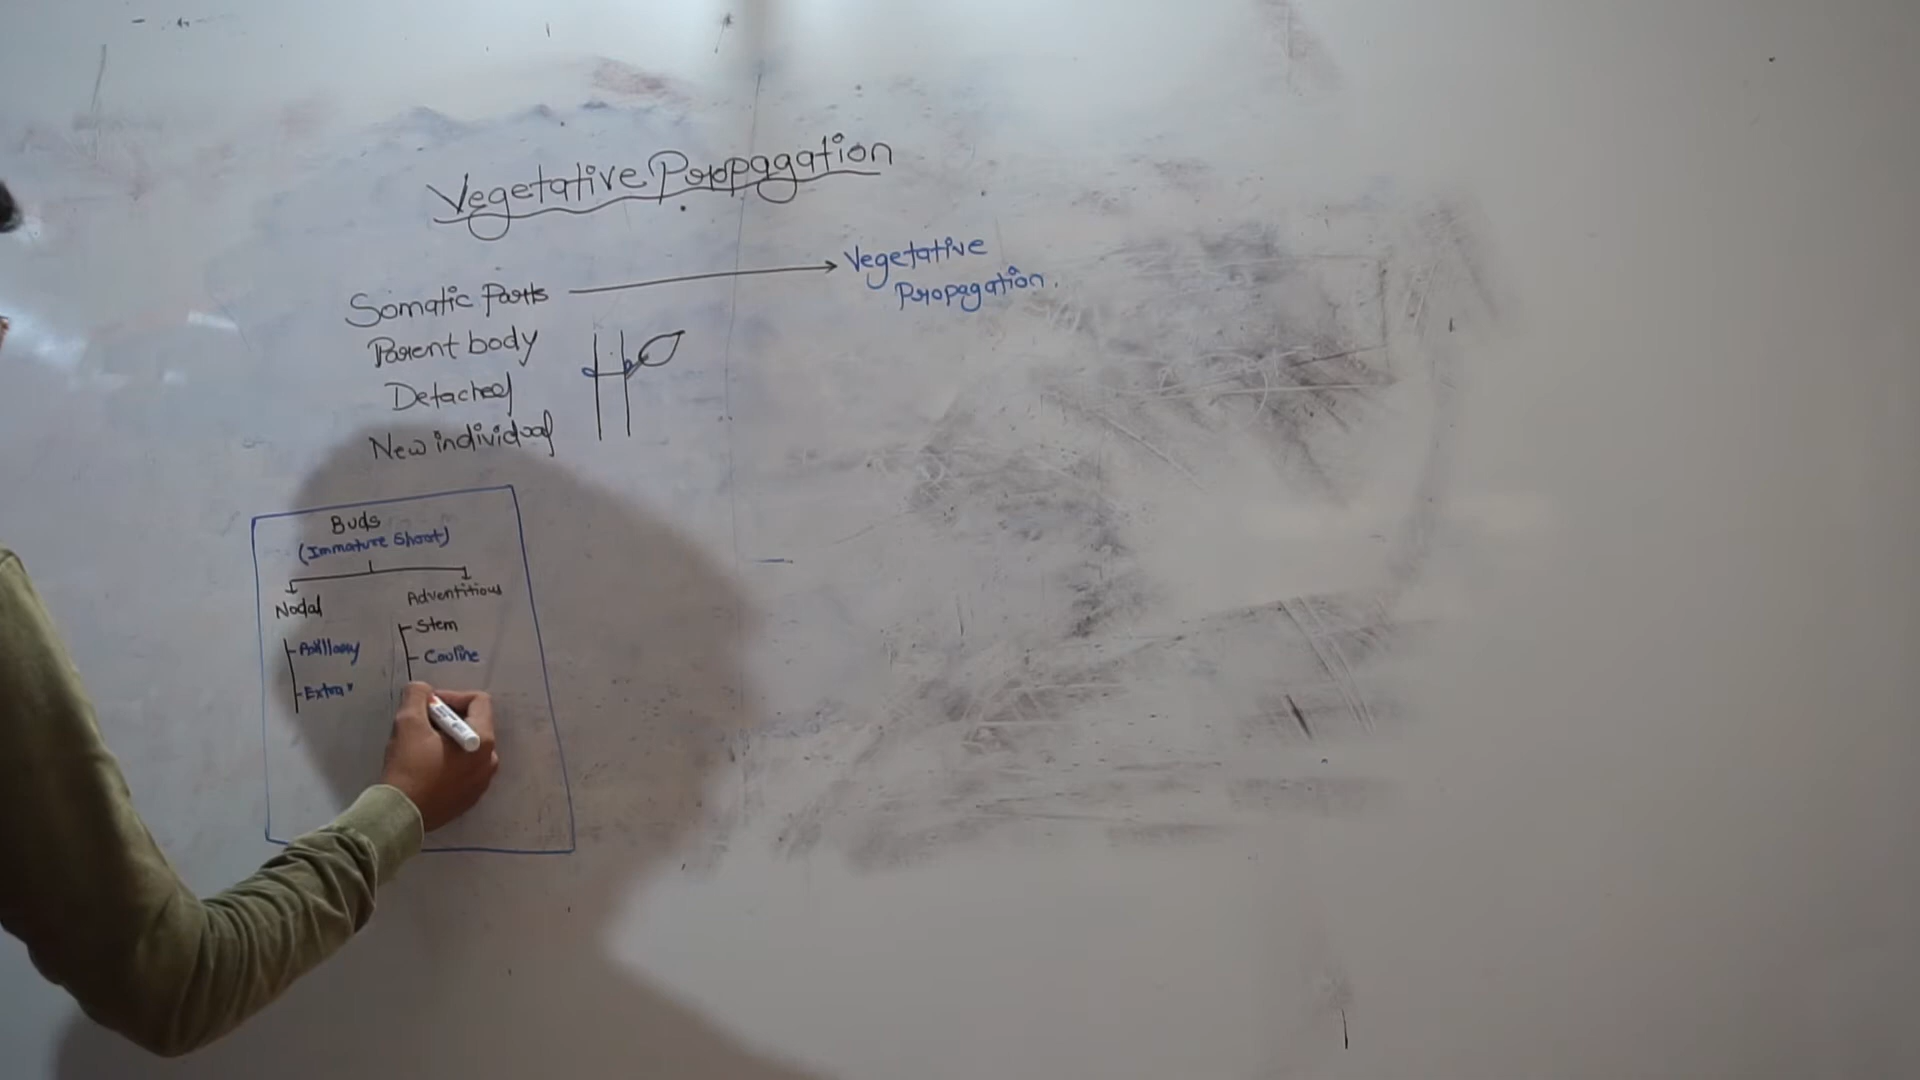 Vegetative Propagation
Somatic Parts
Vegetative
Propagation.
Parent body
Detached
New individual
Buds
(Immature Shoot)
Nodal
Adventitious
Axillary
Stem
Extra"
Cauline